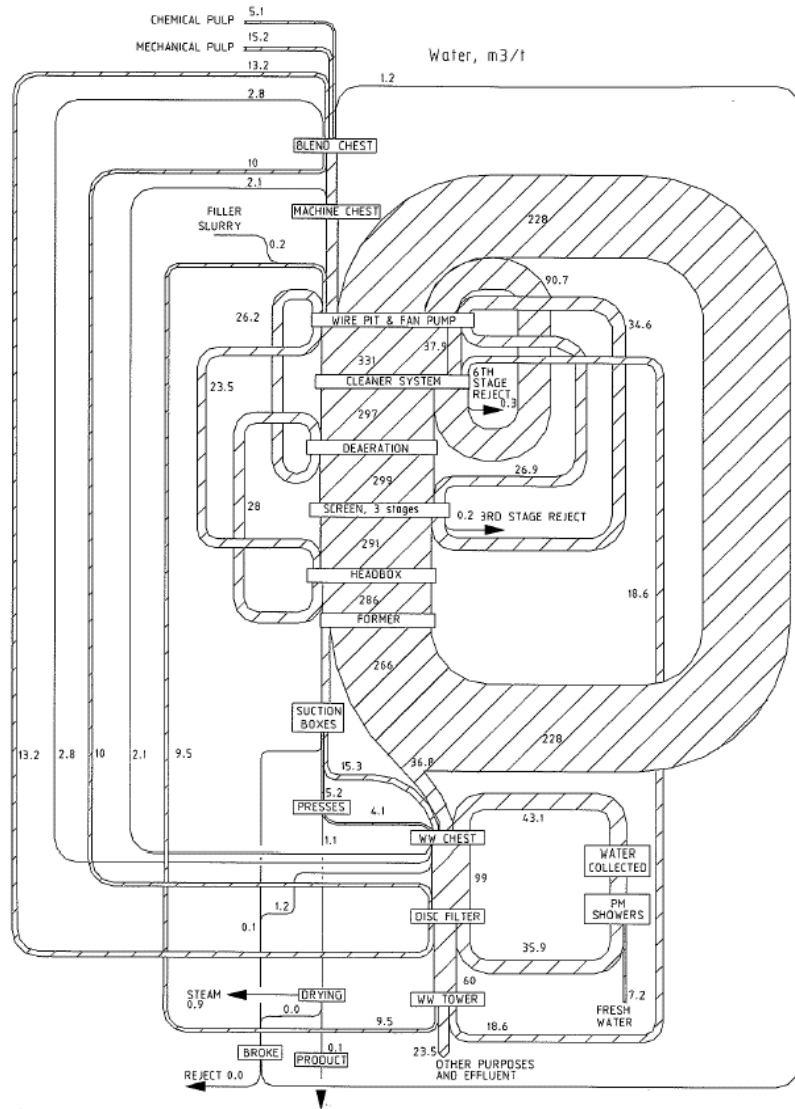 5.1
CHEMICAL PULP
15.2
MECHANICAL PULP
13.2
Water, m3/t
1.2
2.8
BLEND CHEST
10
2.1
MACHINE CHEST
FILLER
SLURRY
0.2
228
90.7
26.2
WIRE PIT & FAN PUMP
34.6
331
37.9
23.5
CLEANER SYSTEM
6TH
STAGE
REJECT
0.3
297
DEAERATION
299
26.9
28
SCREEN, 3 stages
0.2
3RD STAGE REJECT
291
HEADBOX
286
18.6
FORMER
266
SUCTION
BOXES
228
13.2
2.8
10
2.1
9.5
15.3
36.8
5.2
PRESSES
4.1
43.1
1.1
WW CHEST
WATER
COLLECTED
99
1.2
PM
SHOWERS
0.1
DISC FILTER
35.9
60
STEAM
0.9
DRYING
WW TOWER
7.2
0.0
9.5
18.6
FRESH
WATER
BROKE
0.1
PRODUCT
23.5
OTHER PURPOSES
AND EFFLUENT
REJECT 0.0